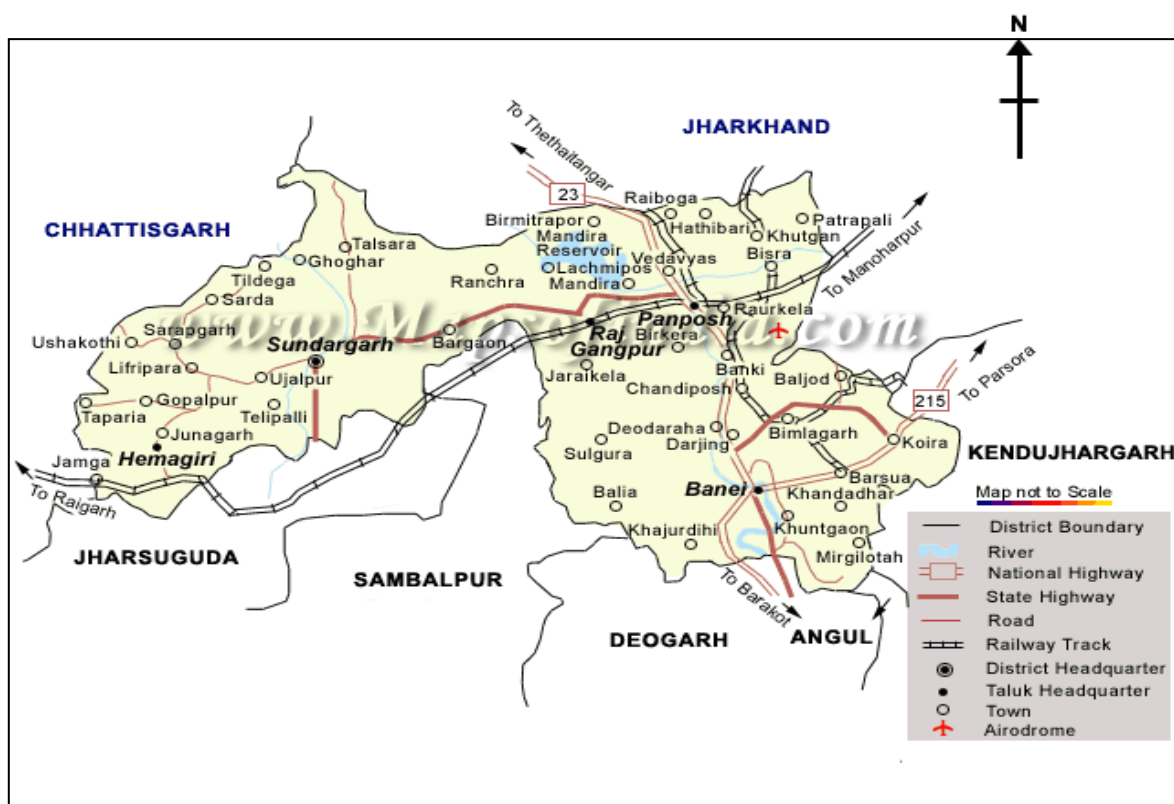 N
To Thethaitangar
JHARKHAND
23
Raiboga
Birmitrapor
Hathibari
Patrapali
CHHATTISGARH
Mandira
Reservoir
Khutgan
Talsara
Ghoghar
Vedavyas
Bisra
To Manoharpur
Tildega
Ranchra
Lachmipos
Mandira
Sarda
Raurkela
Panposh
www.MapsofIndia.com
Sarapgarh
Ushakothi
Sundargarh
Bargaon
Raj
Gangpur
Birkera
Lifripara
Banki
Ujalpur
Jaraikela
Chandiposh
Baljod
To Parsora
215
Taparia
Gopalpur
Telipalli
Junagarh
Deodaraha
Darjing
Bimlagarh
Koira
Hemagiri
Sulgura
KENDUJHARGARH
Jamga
To Raigarh
Barsua
Balia
Banei
Khandadhar
Map not to Scale
Khajurdihi
Khuntgaon
Mirgilotah
JHARSUGUDA
SAMBALPUR
To Barakot
DEOGARH
ANGUL
District Boundary
River
National Highway
State Highway
Road
Railway Track
District Headquarter
Taluk Headquarter
Town
Airodrome